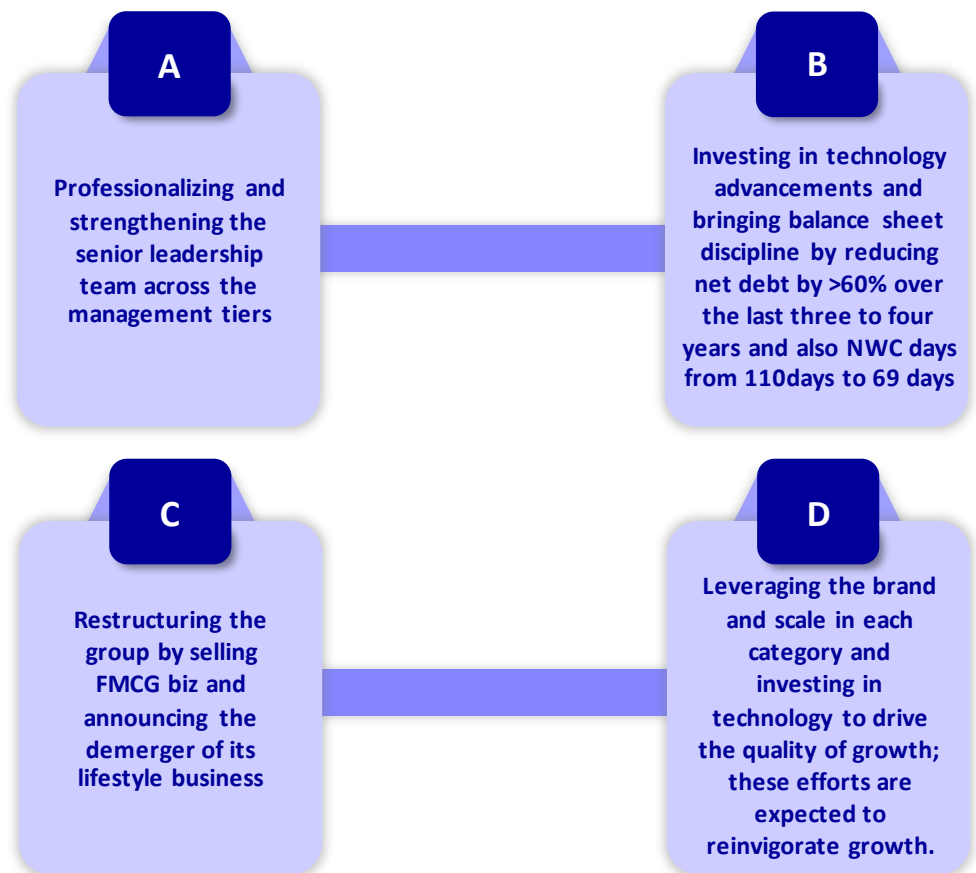 A
Professionalizing and
strengthening the
senior leadership
team across the
management tiers
B
Investing in technology
advancements and
bringing balance sheet
discipline by reducing
net debt by >60% over
the last three to four
years and also NWC days
from 110days to 69 days
C
Restructuring the
group by selling
FMCG biz and
announcing the
demerger of its
lifestyle business
D
Leveraging the brand
and scale in each
category and
investing in
technology to drive
the quality of growth;
these efforts are
expected to
reinvigorate growth.